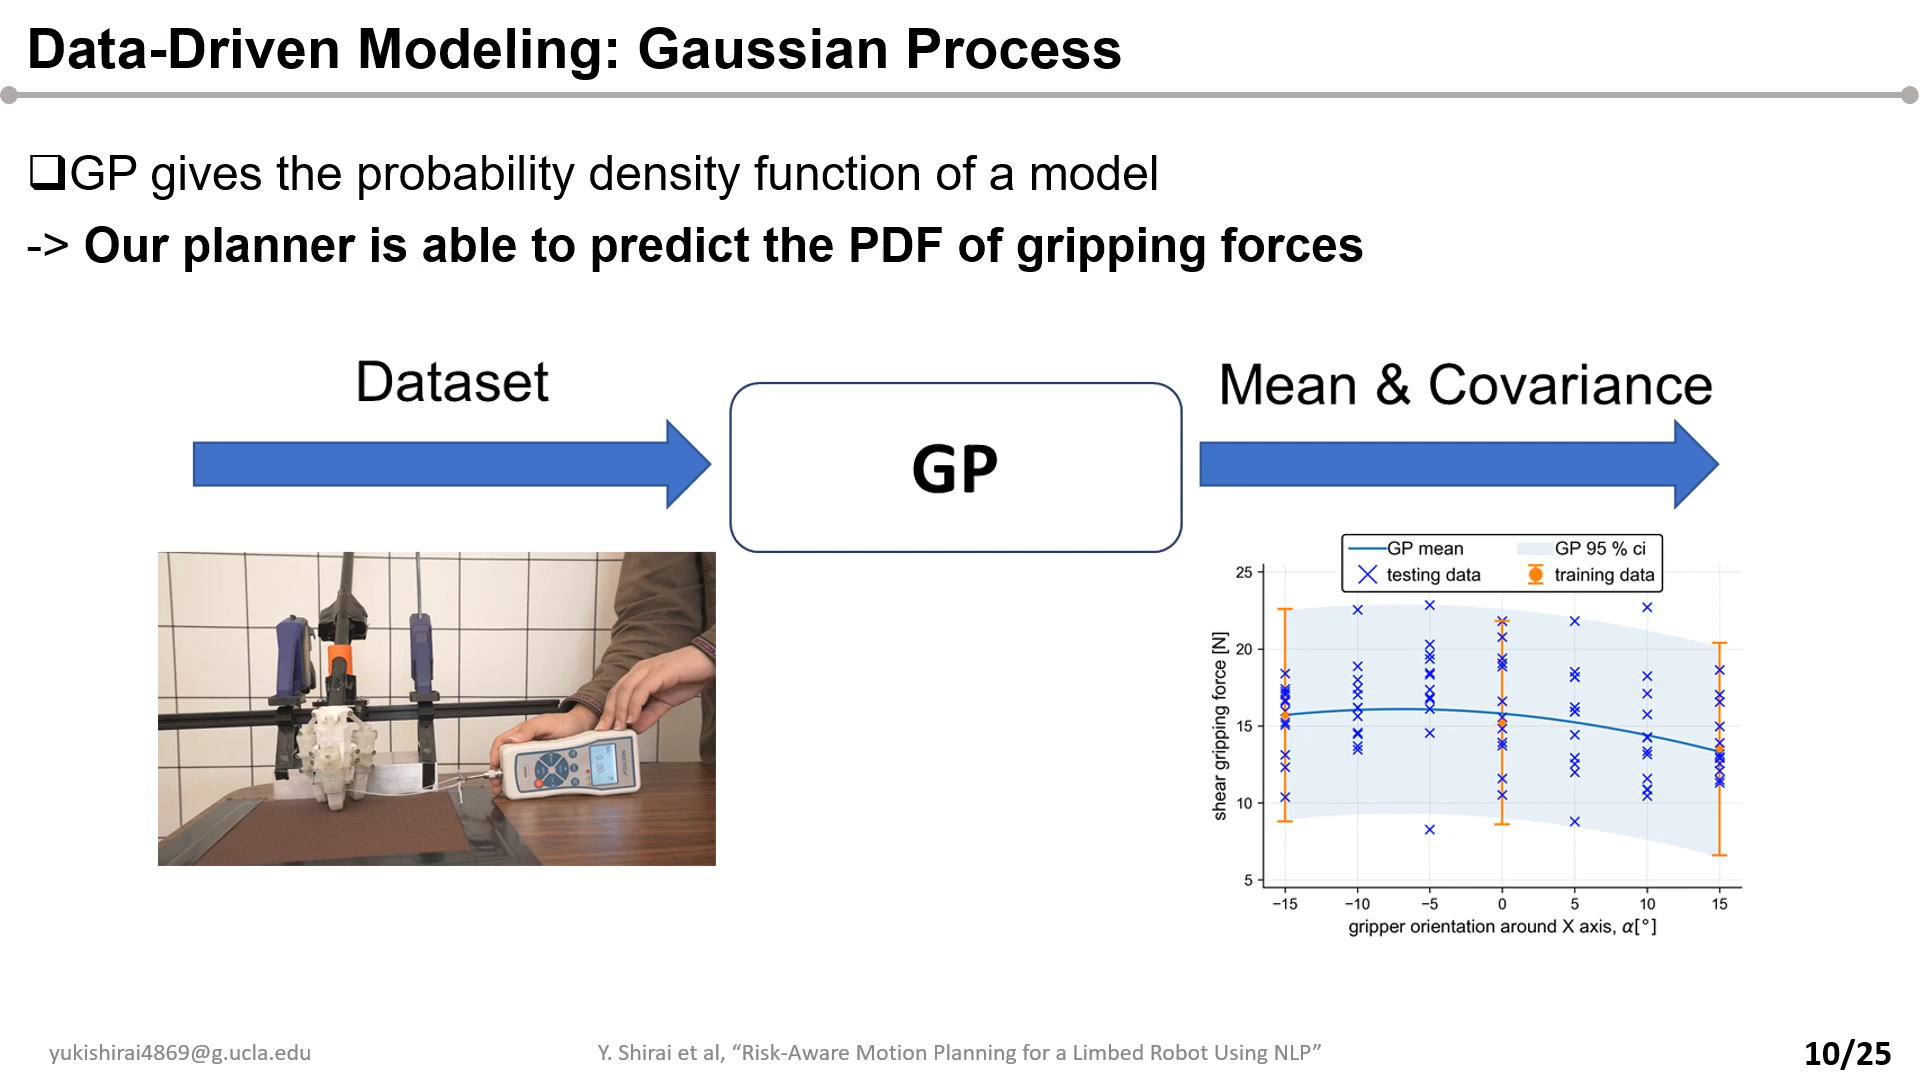 Data-Driven Modeling: Gaussian Process
❑GP gives the probability density function of a model
-> Our planner is able to predict the PDF of gripping forces
Dataset
GP
Mean & Covariance
GP mean
GP 95 % ci
testing data
training data
25
20
15
10
5
shear gripping force [N]
−15
−10
−5
0
5
10
15
gripper orientation around X axis, α[°]
yukishirai4869@g.ucla.edu
Y. Shirai et al, “Risk-Aware Motion Planning for a Limbed Robot Using NLP”
10/25